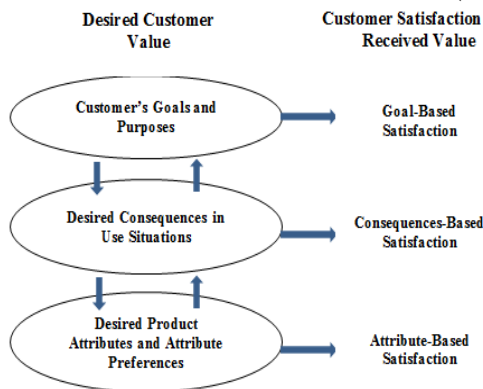 Desired Customer
Value
Customer Satisfaction
Received Value
Customer's Goals and
Purposes
Goal-Based
Satisfaction
Desired Consequences in
Use Situations
Consequences-Based
Satisfaction
Desired Product
Attributes and Attribute
Preferences
Attribute-Based
Satisfaction